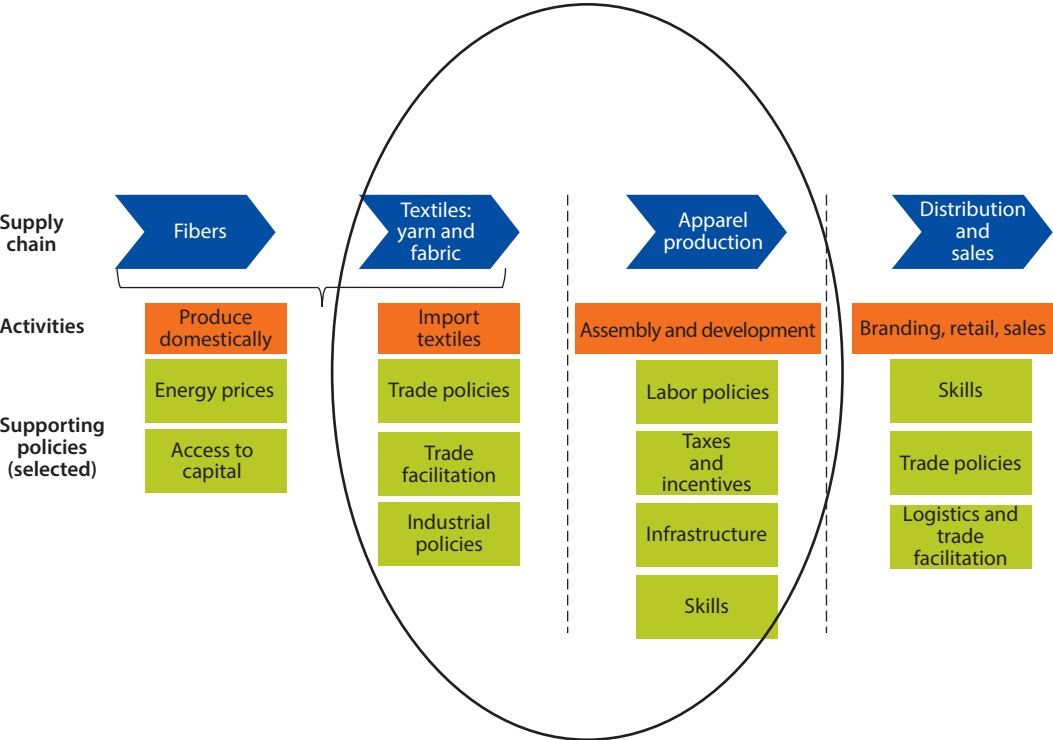 Supply
chain
Fibers
Textiles:
yarn and
fabric
Apparel
production
Distribution
and
sales
Activities
Produce
domestically
Import
textiles
Assembly and development
Branding, retail, sales
Supporting
policies
(selected)
Energy prices
Access to
capital
Trade policies
Trade
facilitation
Industrial
policies
Labor policies
Taxes
and
incentives
Infrastructure
Skills
Skills
Trade policies
Logistics and
trade
facilitation